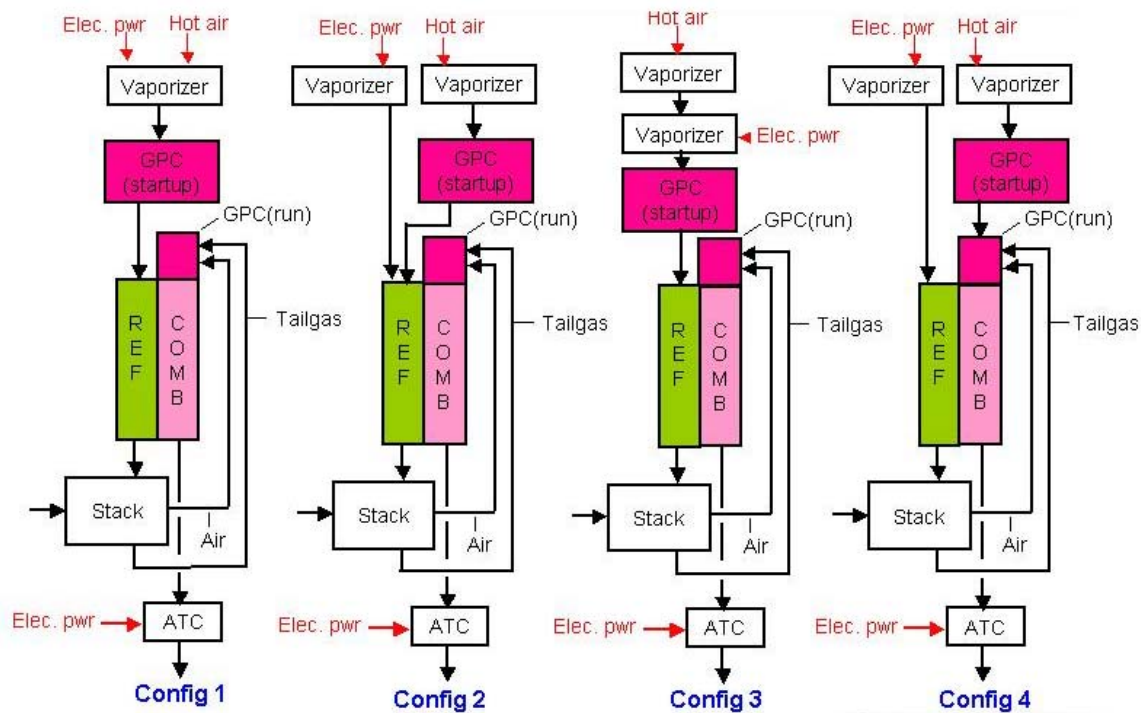 Elec. pwr
Hot air
Vaporizer
GPC
(startup)
GPC(run)
R
E
F
C
O
M
B
Tailgas
Stack
Air
Elec. pwr
ATC
Config 1
Elec. pwr
Hot air
Vaporizer
Vaporizer
GPC
(startup)
GPC(run)
R
E
F
C
O
M
B
Tailgas
Stack
Air
Elec. pwr
ATC
Config 2
Hot air
Vaporizer
Vaporizer
Elec. pwr
GPC
(startup)
GPC(run)
R
E
F
C
O
M
B
Tailgas
Stack
Air
Elec. pwr
ATC
Config 3
Elec. pwr
Hot air
Vaporizer
Vaporizer
GPC
(startup)
GPC(run)
R
E
F
C
O
M
B
Tailgas
Stack
Air
Elec. pwr
ATC
Config 4